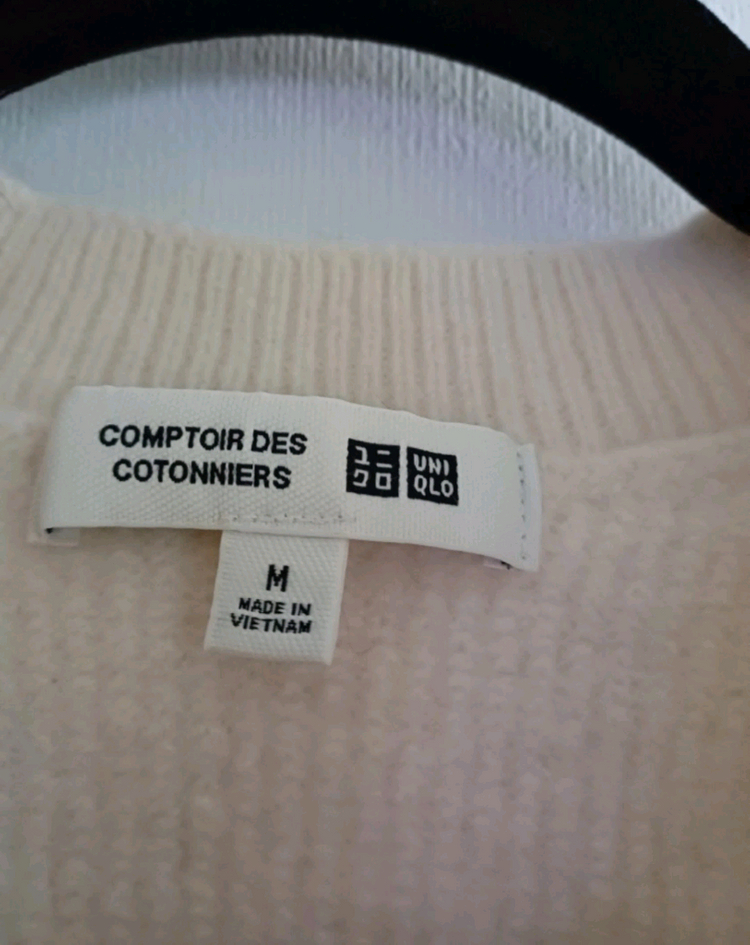 COMPTOIR DES
COTONNIERS
ユニ
クロ
UNI
QLO
M
MADE IN
VIETNAM